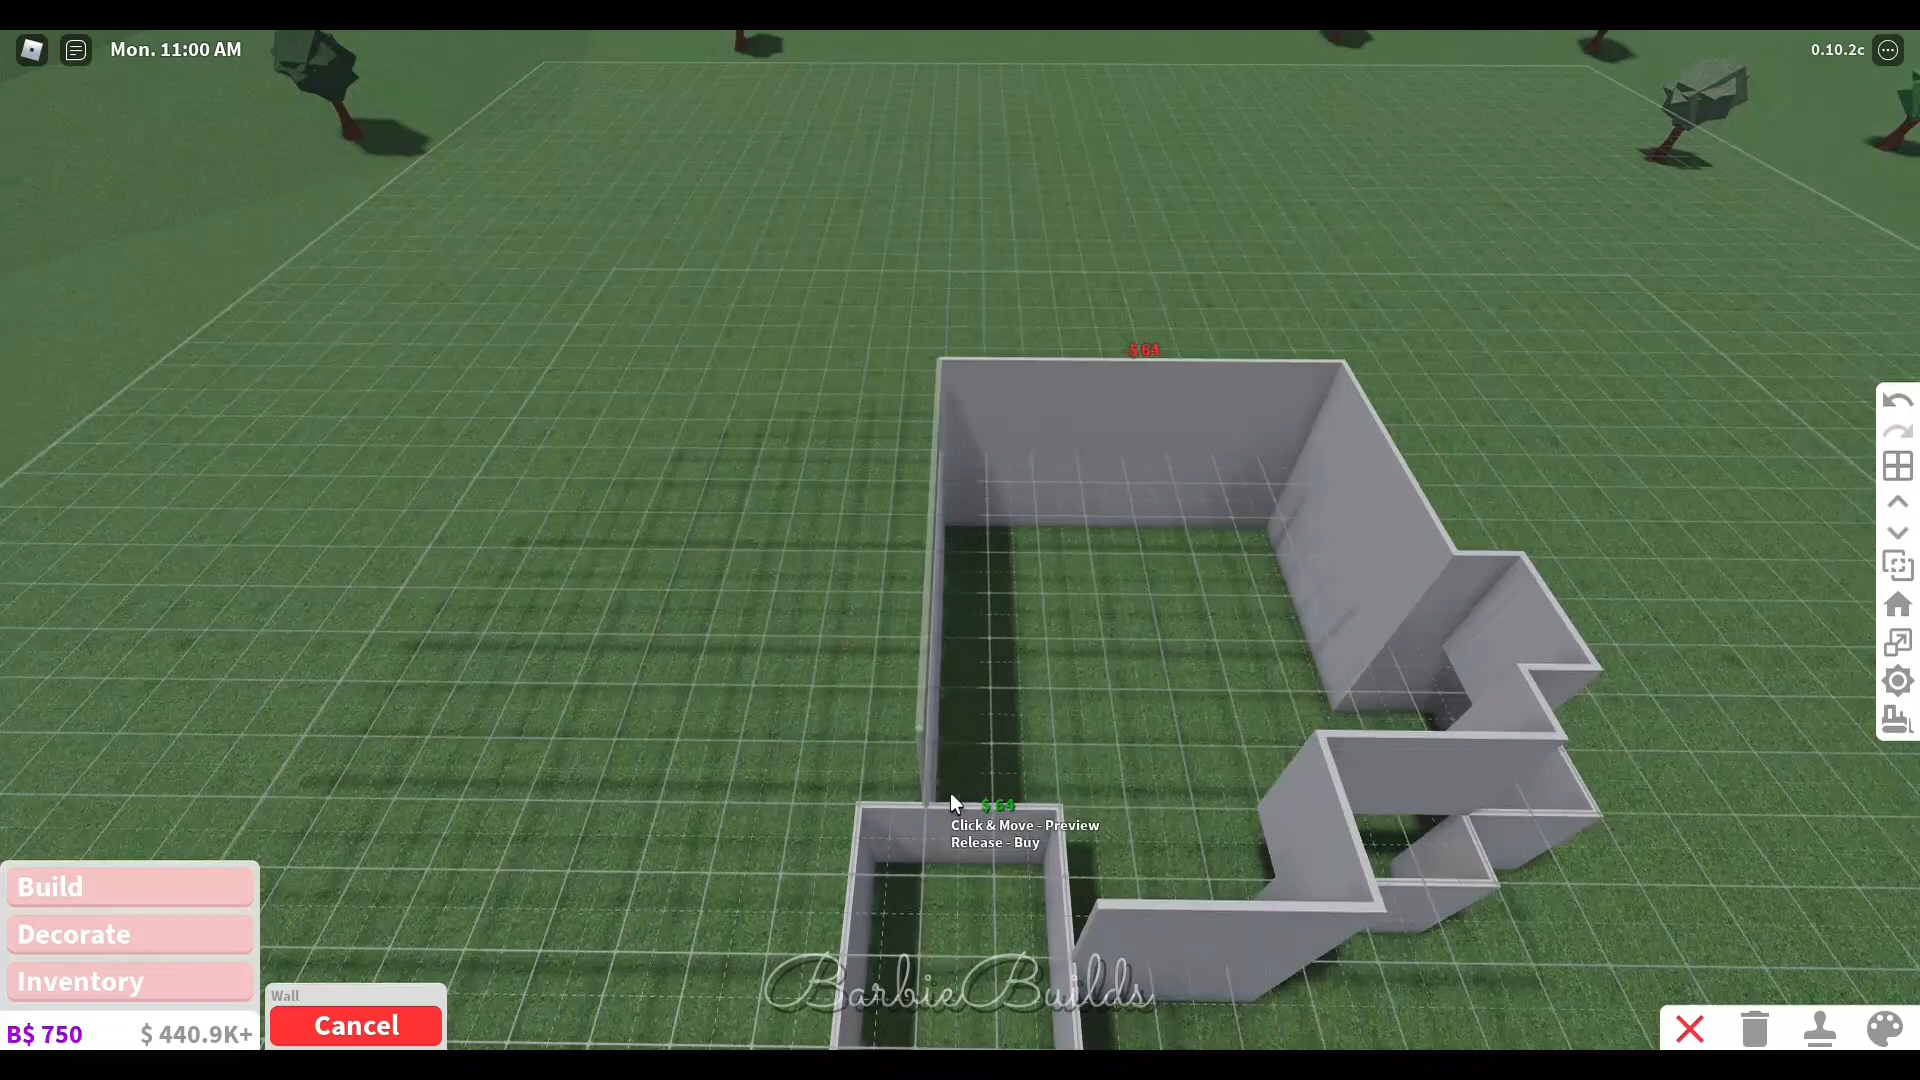 Mon. 11:00 AM
0.10.2c
-$64
$ 64
Click & Move - Preview
Release - Buy
Build
Decorate
Inventory
Wall
Cancel
B$ 750
$ 440.9K+
BarbieBuilds